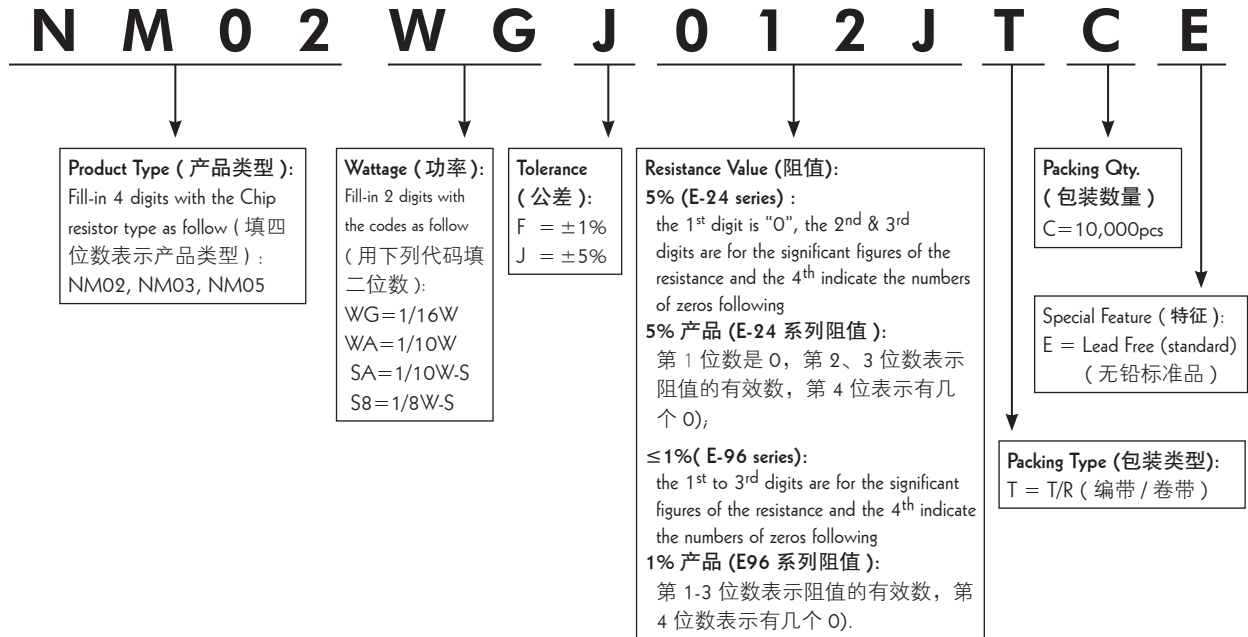 NM02 WG J 012J T C E
Product Type ( 产品类型 ):
Fill-in 4 digits with the Chip
resistor type as follow ( 填四
位数表示产品类型 ) :
NM02, NM03, NM05
Wattage ( 功率 ):
Fill-in 2 digits with
the codes as follow
( 用下列代码填
二位数 ):
WG=1/16W
WA=1/10W
SA=1/10W-S
S8=1/8W-S
Tolerance
( 公差 ):
F = ±1%
J = ±5%
Resistance Value (阻值):
5% (E-24 series) :
the 1st digit is “0”, the 2nd & 3rd
digits are for the significant figures of the
resistance and the 4th indicate the numbers
of zeros following
5% 产品 (E-24 系列阻值 ):
第 1 位数是 0，第 2、3 位数表示
阻值的有效数，第 4 位表示有几
个 0);
≤1%( E-96 series):
the 1st to 3rd digits are for the significant
figures of the resistance and the 4th indicate
the numbers of zeros following
1% 产品 (E96 系列阻值 ):
第 1-3 位数表示阻值的有效数，第
4 位数表示有几个 0).
Packing Qty.
( 包装数量 )
C=10,000pcs
Special Feature ( 特征 ):
E = Lead Free (standard)
( 无铅标准品 )
Packing Type (包装类型):
T = T/R ( 编带 / 卷带 )